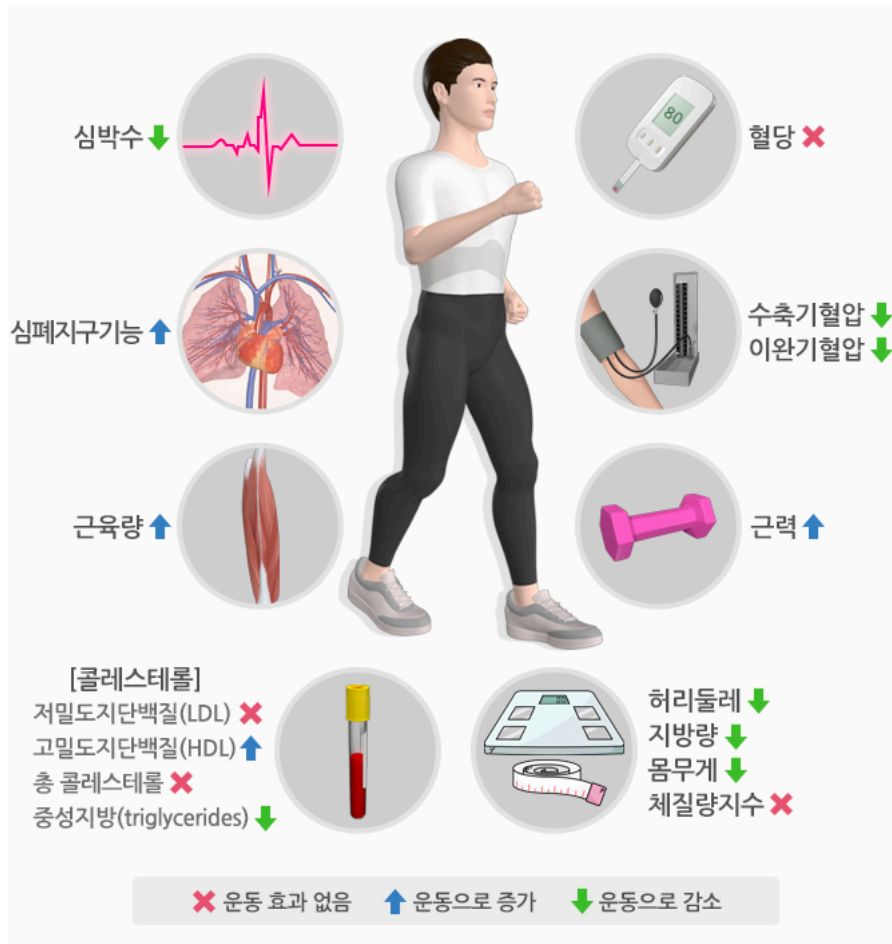 심박수
80
혈당
심폐지구기능
수축기혈압
이완기혈압
근육량
근력
[콜레스테롤]
저밀도지단백질(LDL)
고밀도지단백질(HDL)
총 콜레스테롤
중성지방(triglycerides)
허리둘레
지방량
몸무게
체질량지수
운동 효과 없음 운동으로 증가 운동으로 감소